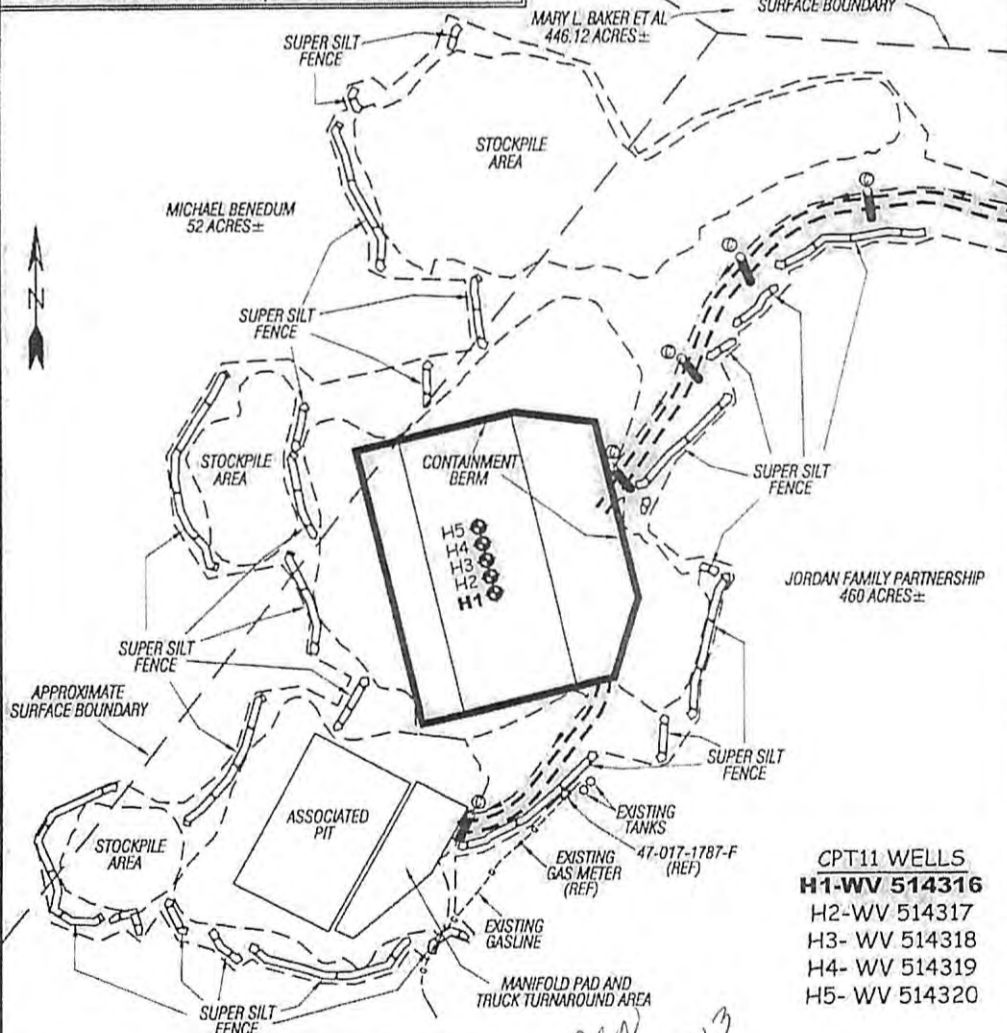 MARY L. BAKER ET AL
446.12 ACRES±
SURFACE BOUNDARY
SUPER SILT
FENCE
STOCKPILE
AREA
MICHAEL BENEDUM
52 ACRES±
N
SUPER SILT
FENCE
STOCKPILE
AREA
CONTAINMENT
BERM
SUPER SILT
FENCE
H5
H4
H3
H2
H1
JORDAN FAMILY PARTNERSHIP
460 ACRES±
SUPER SILT
FENCE
APPROXIMATE
SURFACE BOUNDARY
SUPER SILT
FENCE
ASSOCIATED
PIT
STOCKPILE
AREA
EXISTING
TANKS
47-017-1787-F
(REF)
EXISTING
GAS METER
(REF)
EXISTING
GASLINE
MANIFOLD PAD AND
TRUCK TURNAROUND AREA
SUPER SILT
FENCE
CPT11 WELLS
H1-WV 514316
H2-WV 514317
H3- WV 514318
H4- WV 514319
H5- WV 514320